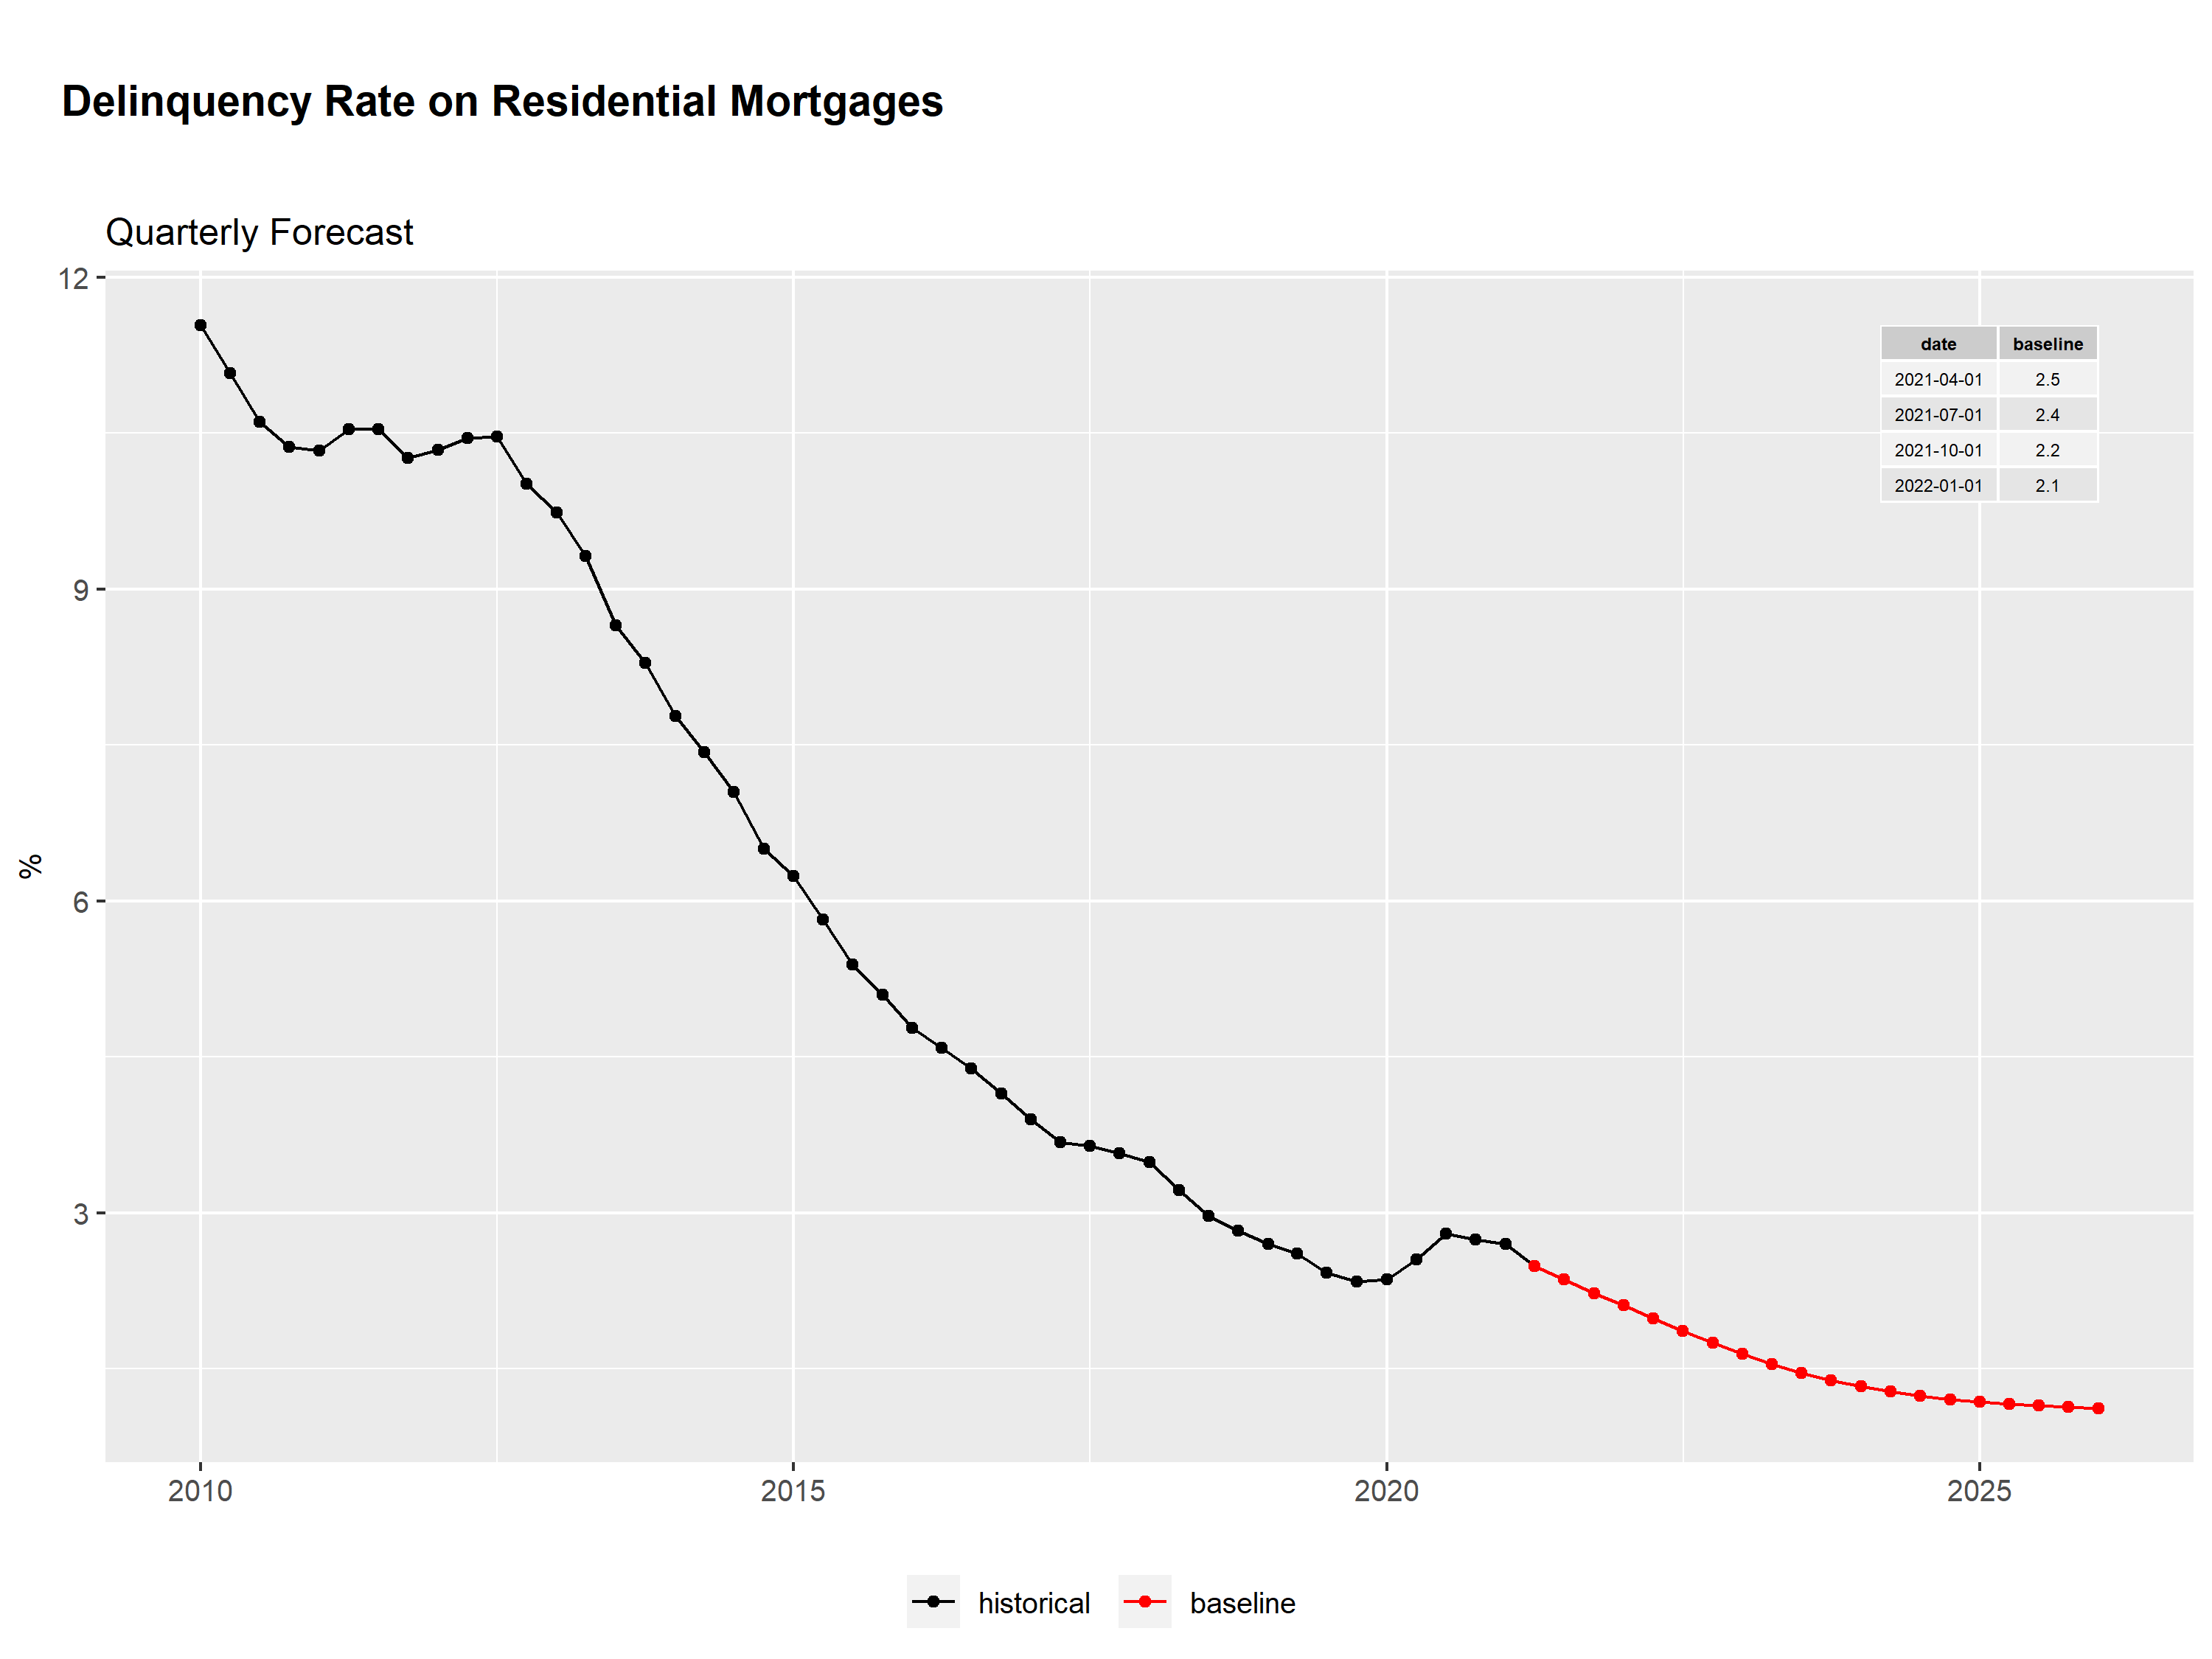 Delinquency Rate on Residential Mortgages
Quarterly Forecast
12
9
6
3
%
date baseline
2021-04-01 2.5
2021-07-01 2.4
2021-10-01 2.2
2022-01-01 2.1
2010 2015 2020 2025
historical baseline